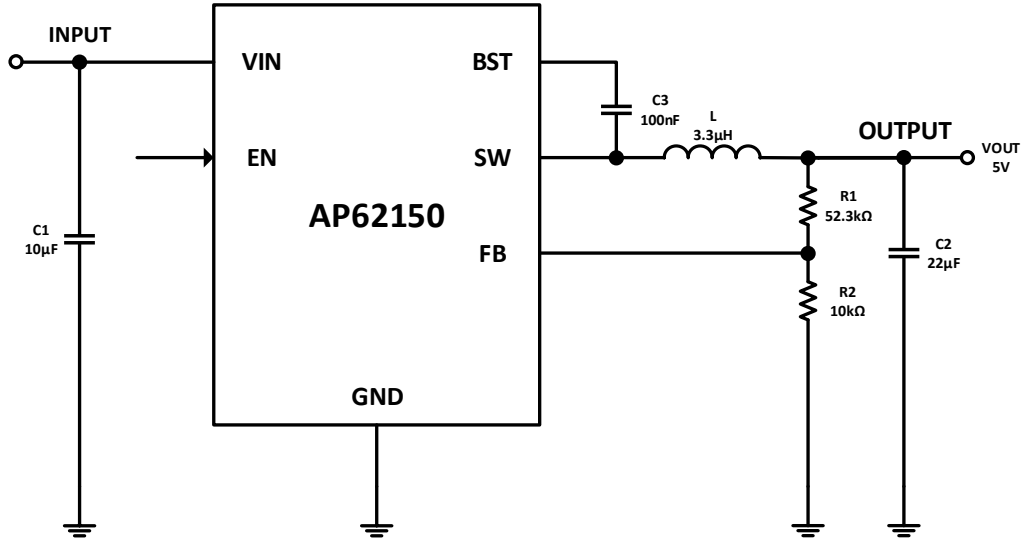 INPUT
VIN
BST
C3
100nF
L
3.3µH
OUTPUT
VOUT
5V
EN
SW
AP62150
R1
52.3kΩ
C1
10µF
FB
C2
22µF
R2
10kΩ
GND